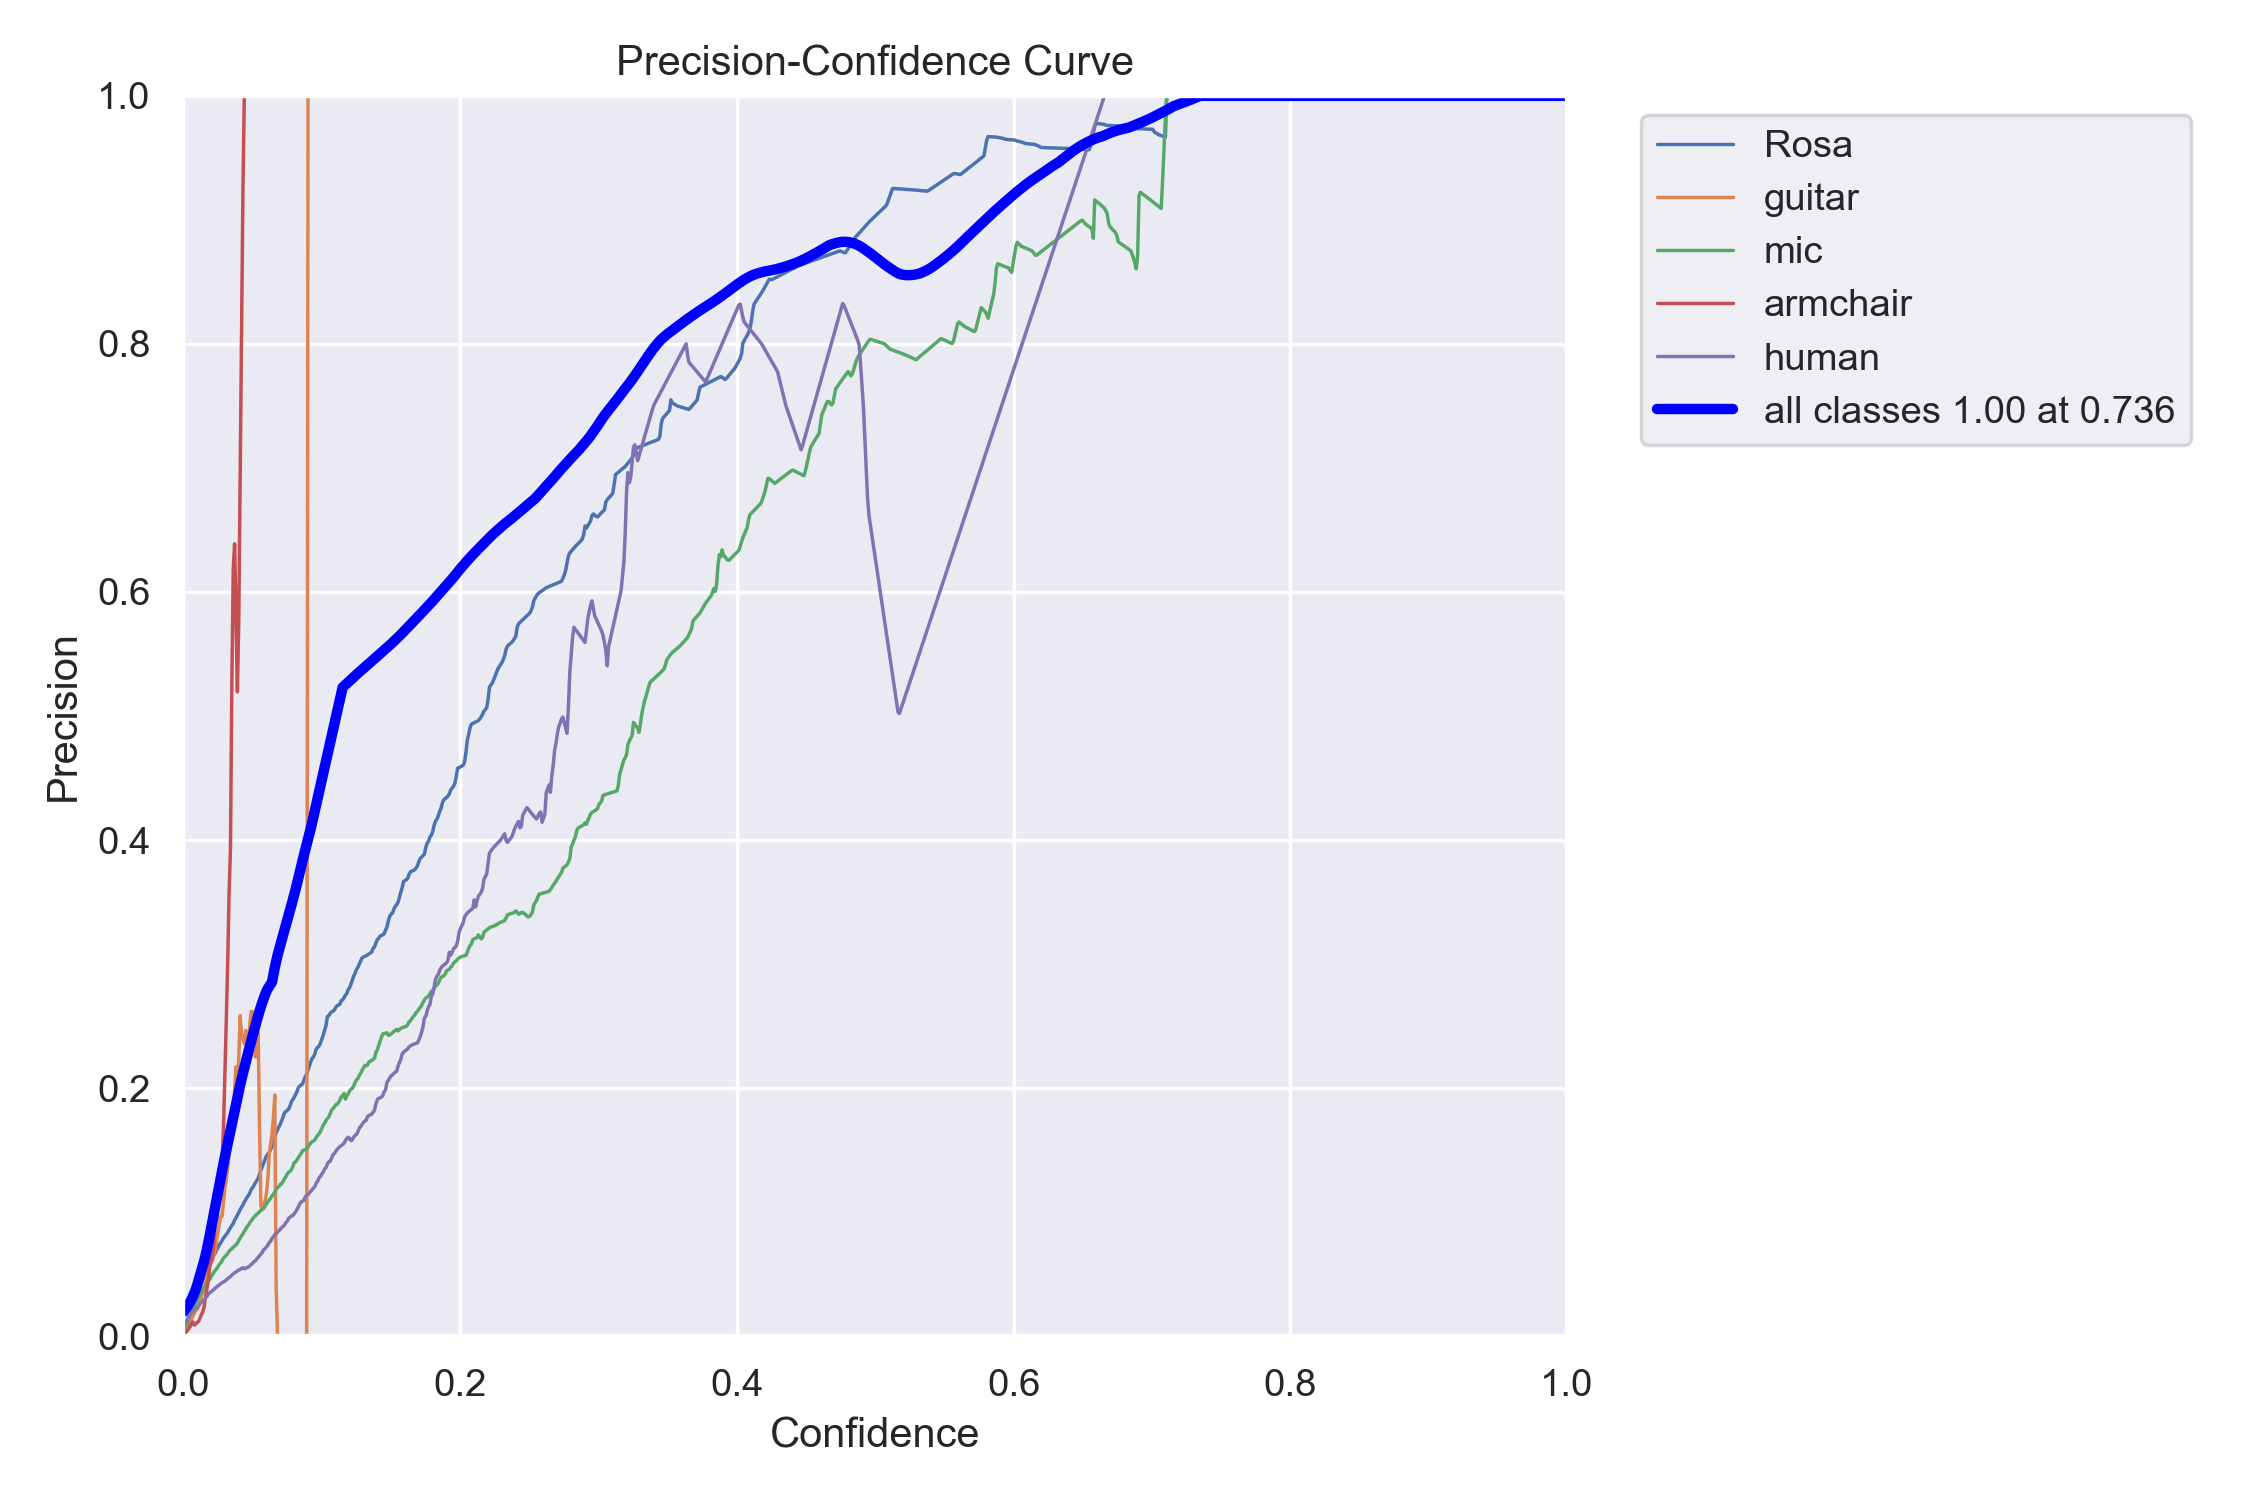 Precision-Confidence Curve
1.0
0.8
0.6
0.4
0.2
0.0
Precision
0.0 0.2 0.4 0.6 0.8 1.0
Confidence
Rosa
guitar
mic
armchair
human
all classes 1.00 at 0.736